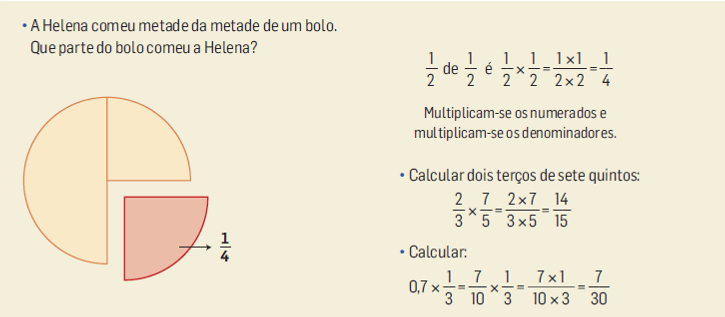 • A Helena comeu metade da metade de um bolo.
Que parte do bolo comeu a Helena?
1/4
1/2 de 1/2 é 1/2 × 1/2 = 1 × 1/2 × 2 = 1/4
Multiplicam-se os numerados e
multiplicam-se os denominadores.
• Calcular dois terços de sete quintos:
2/3 × 7/5 = 2 × 7/3 × 5 = 14/15
• Calcular:
0,7 × 1/3 = 7/10 × 1/3 = 7 × 1/10 × 3 = 7/30